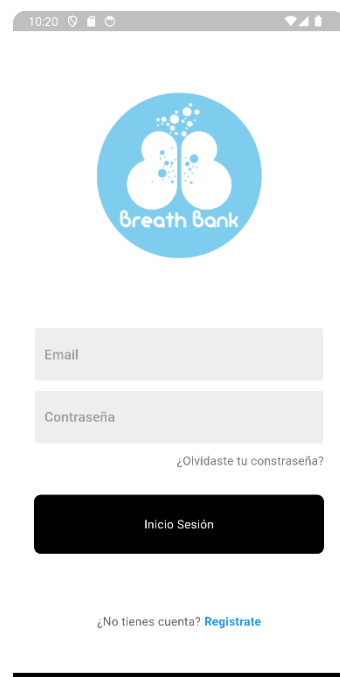 10:20
Breath Bank
Email
Contraseña
¿Olvidaste tu constraseña?
Inicio Sesión
¿No tienes cuenta? Registrate